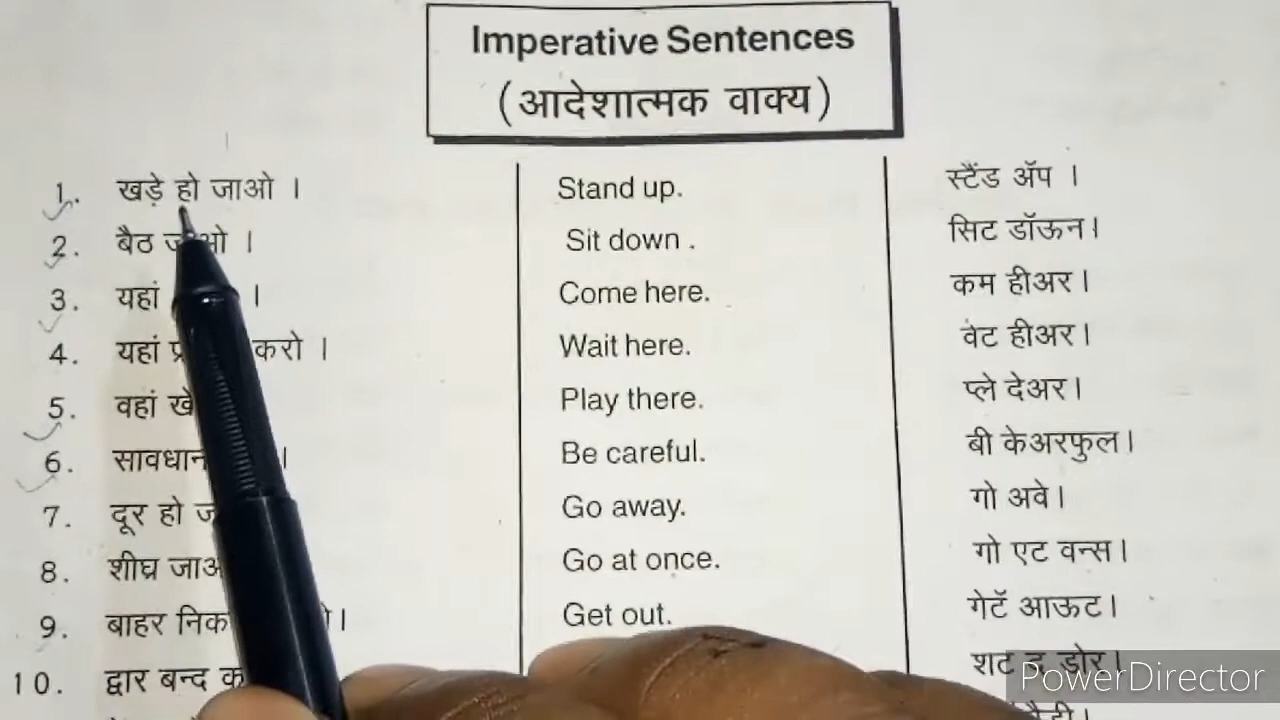 Imperative Sentences
(आदेशात्मक वाक्य)
1. खड़े हो जाओ । Stand up. स्टैंड अ‍ॅप ।
2. बैठ । Sit down . सिट डॉऊन।
3. यहां । Come here. कम हीअर।
4. यहां करो । Wait here. वेट हीअर।
5. वहां Play there. प्ले देअर।
6. सावधान । Be careful. बी केअरफुल।
7. दूर हो Go away. गो अवे।
8. शीघ्र Go at once. गो एट वन्स।
9. बाहर । Get out. गेटॅ आऊट।
10. द्वार बन्द शट द डोर।
PowerDirector